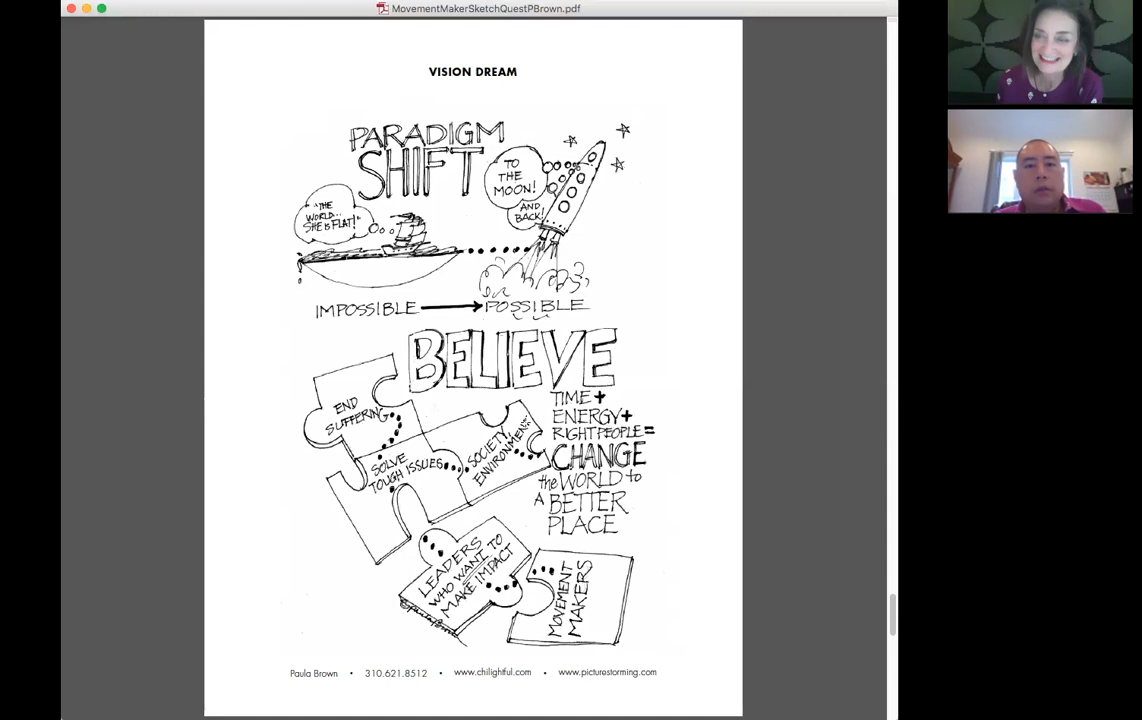 MovementMakerSketchQuestPBrown.pdf
VISION DREAM
PARADIGM
SHIFT
TO
THE
MOON!
AND
BACK!
"THE
WORLD..
SHE IS FLAT!"
IMPOSSIBLE → POSSIBLE
BELIEVE
TIME+
ENERGY+
RIGHT PEOPLE=
CHANGE
the WORLD to
A BETTER
PLACE
END
SUFFERING
SOLVE
TOUGH ISSUES
SOCIETY,
ENVIRONMENT
LEADERS
WHO WANT TO
MAKE IMPACT
MOVEMENT
MAKERS
Paula Brown • 310.621.8512 • www.chilightful.com • www.picturestorming.com